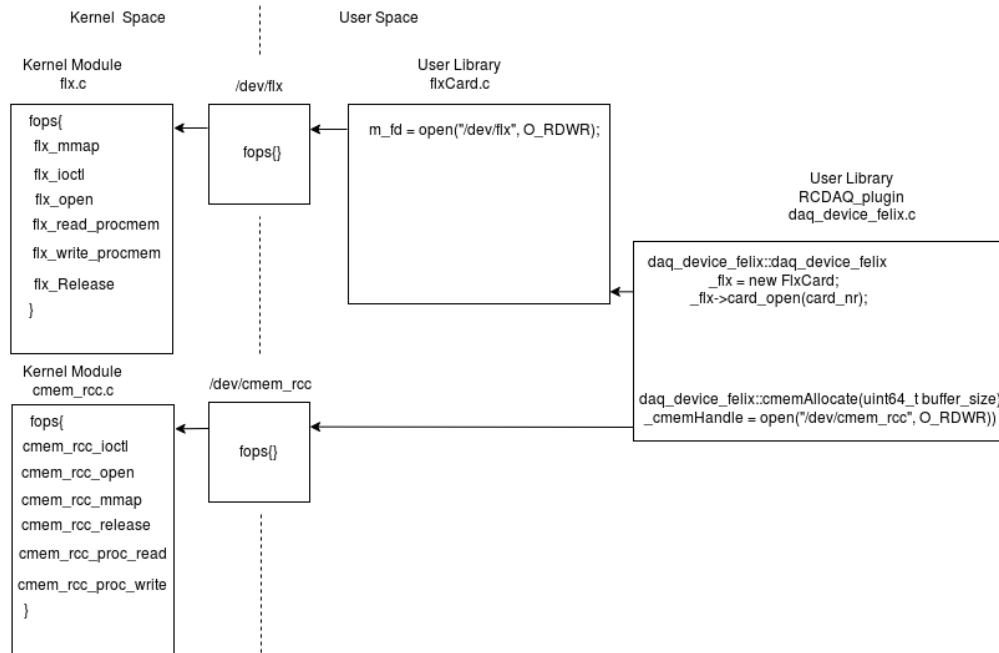 Kernel Space
User Space
Kernel Module
flx.c
/dev/flx
User Library
flxCard.c
fops{
flx_mmap
flx_ioctl
flx_open
flx_read_procmem
flx_write_procmem
flx_Release
}
fops{}
m_fd = open("/dev/flx", O_RDWR);
User Library
RCDAQ_plugin
daq_device_felix.c
daq_device_felix::daq_device_felix
_flx = new FlxCard;
_flx->card_open(card_nr);
daq_device_felix::cmemAllocate(uint64_t buffer_size)
_cmemHandle = open("/dev/cmem_rcc", O_RDWR))
Kernel Module
cmem_rcc.c
/dev/cmem_rcc
fops{
cmem_rcc_ioctl
cmem_rcc_open
cmem_rcc_mmap
cmem_rcc_release
cmem_rcc_proc_read
cmem_rcc_proc_write
}
fops{}